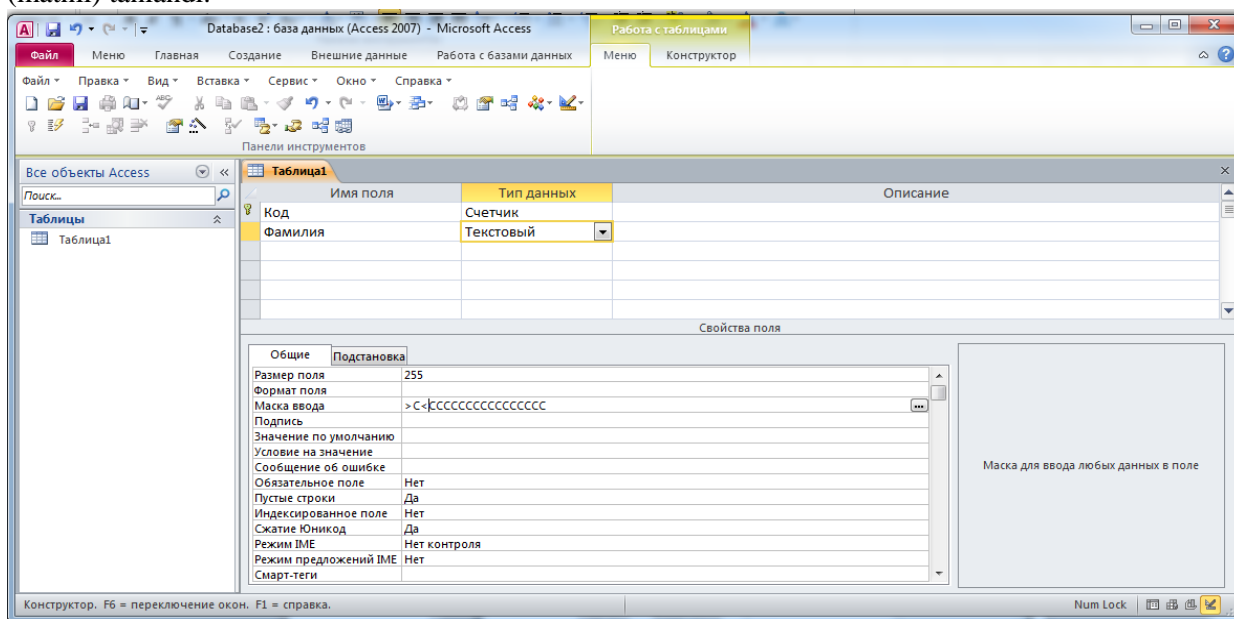 (matnli) tanlandi.
Database2 : база данных (Access 2007) - Microsoft Access
Работа с таблицами
Файл Меню Главная Создание Внешние данные Работа с базами данных Меню Конструктор
Файл Правка Вид Вставка Сервис Окно Справка
Панели инструментов
Все объекты Access
Таблица1
Поиск...
Имя поля Тип данных Описание
Таблицы
Код Счетчик
Таблица1
Фамилия Текстовый
Свойства поля
Общие Подстановка
Размер поля 255
Формат поля
Маска ввода >C<CCCCCCCCCCCCCCCC
Подпись
Значение по умолчанию
Условие на значение
Сообщение об ошибке
Обязательное поле Нет
Пустые строки Да
Индексированное поле Нет
Сжатие Юникод Да
Режим IME Нет контроля
Режим предложений IME Нет
Смарт-теги
Маска для ввода любых данных в поле
Конструктор. F6 = переключение окон. F1 = справка.
Num Lock